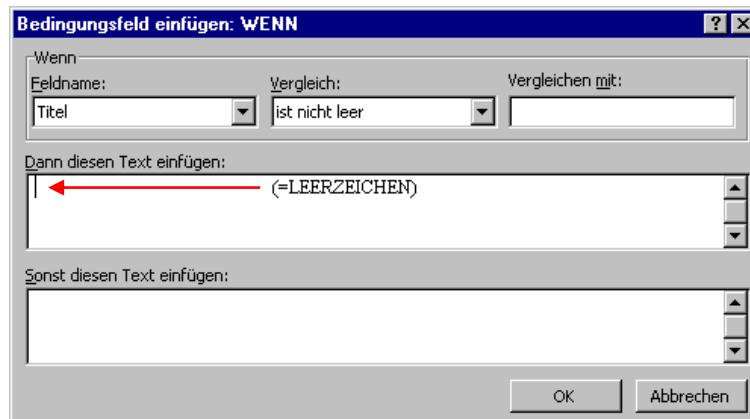 Bedingungsfeld einfügen: WENN
Wenn
Feldname: Vergleich: Vergleichen mit:
Titel ist nicht leer
Dann diesen Text einfügen:
(=LEERZEICHEN)
Sonst diesen Text einfügen:
OK Abbrechen